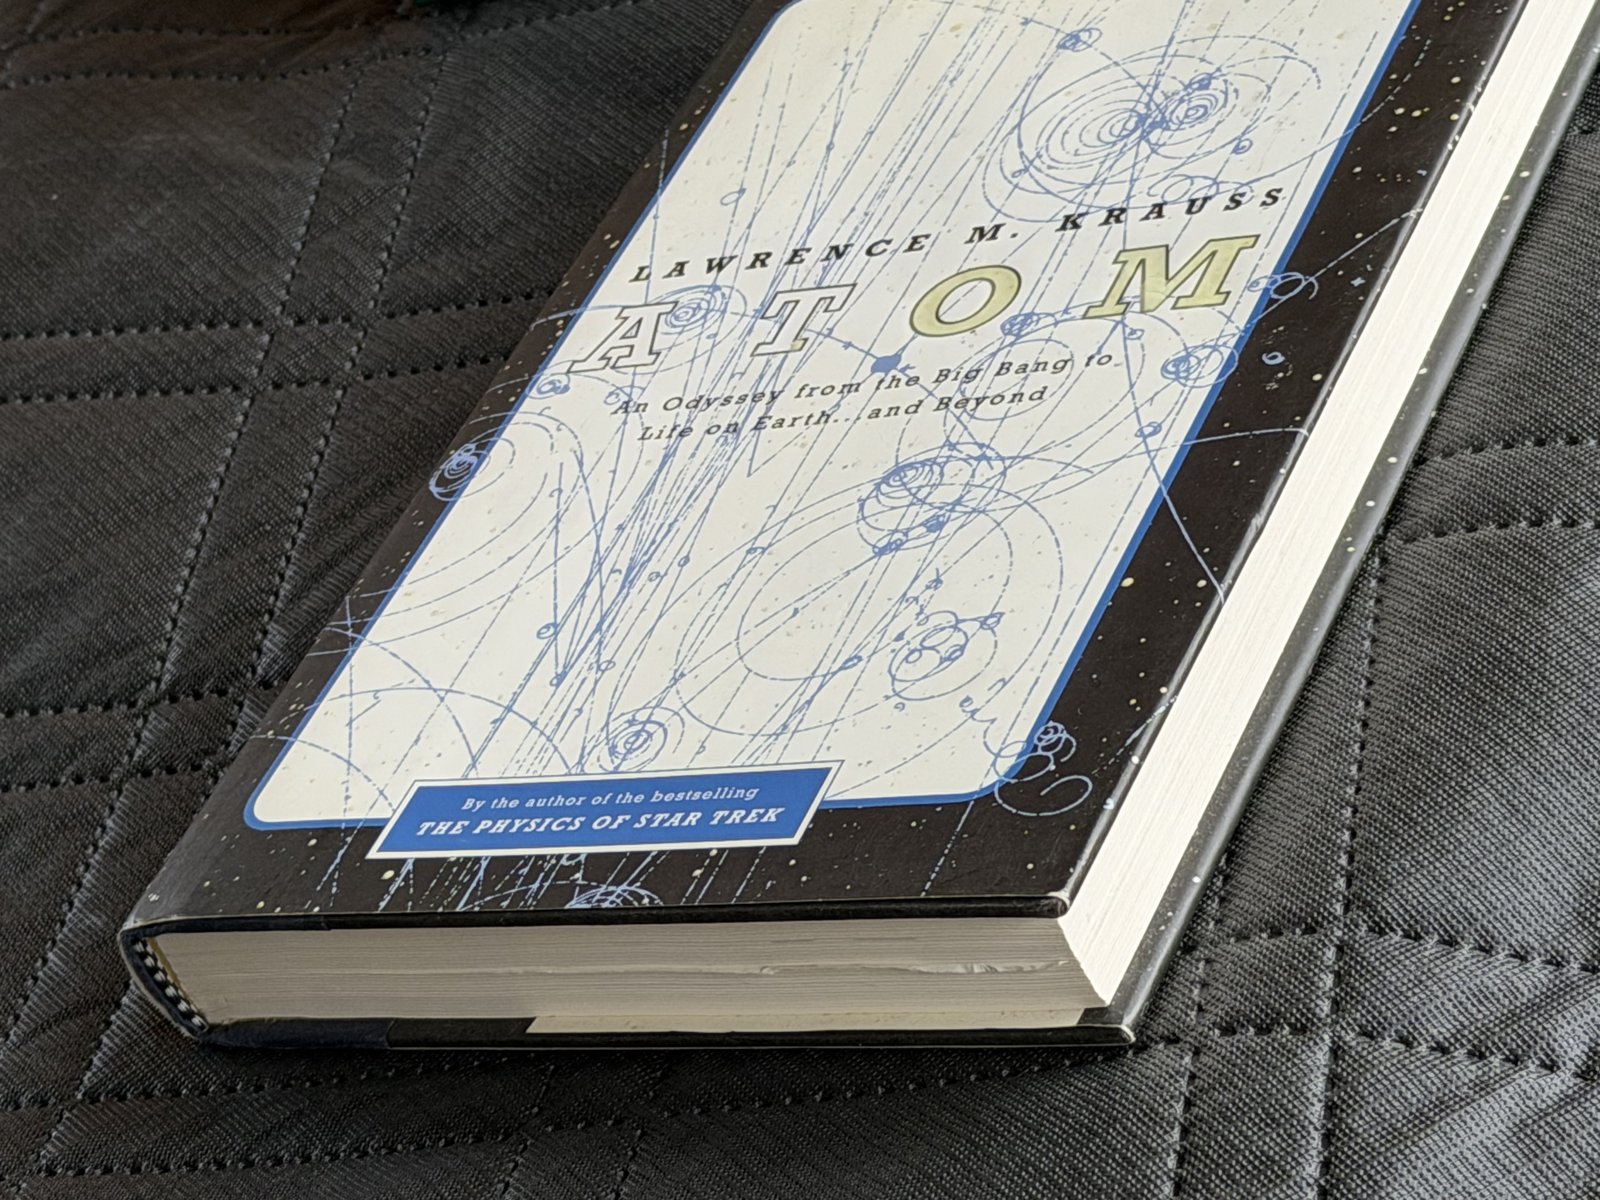 LAWRENCE M. KRAUSS
ATOM
An Odyssey from the Big Bang to
Life on Earth...and Beyond
By the author of the bestselling
THE PHYSICS OF STAR TREK